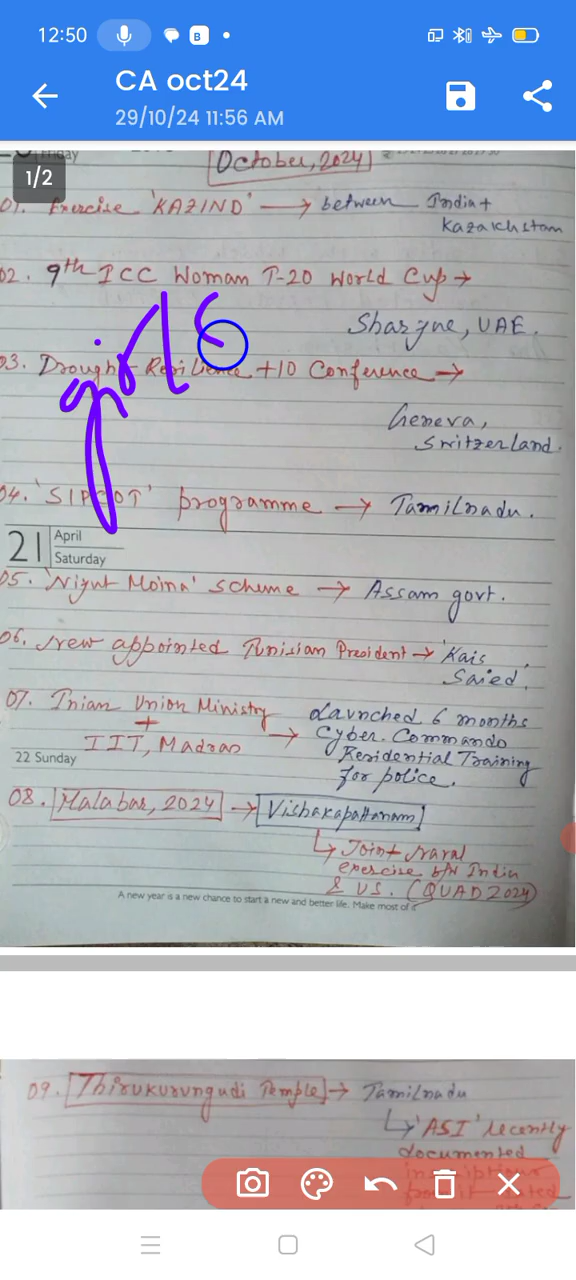 12:50
B
CA oct24
29/10/24 11:56 AM
1/2
October, 2024
01. Exercise 'KAZIND' → between India +
Kazakhstan
02. 9th ICC Woman T-20 World Cup →
Sharjne, UAE.
03. Drought Resilience +10 Conference →
Geneva,
Switzerland.
girls
04. 'SIPCOT' programme → Tamilnadu.
21 April
Saturday
05. 'Nijut Moina' scheme → Assam govt.
06. New appointed Tunisian President → Kais
Saied.
07. Inian Union Ministry
+
IIT, Madras → Launched 6 months
Cyber Commando
Residential Training
for police.
22 Sunday
08. Malabar, 2024 → Vishakapattanam
↳ Joint Naval
exercise b/w India
& US. (QUAD 2024)
A new year is a new chance to start a new and better life. Make most of
09. Thirukurungudi Temple → Tamilnadu
↳ 'ASI' recently
documented